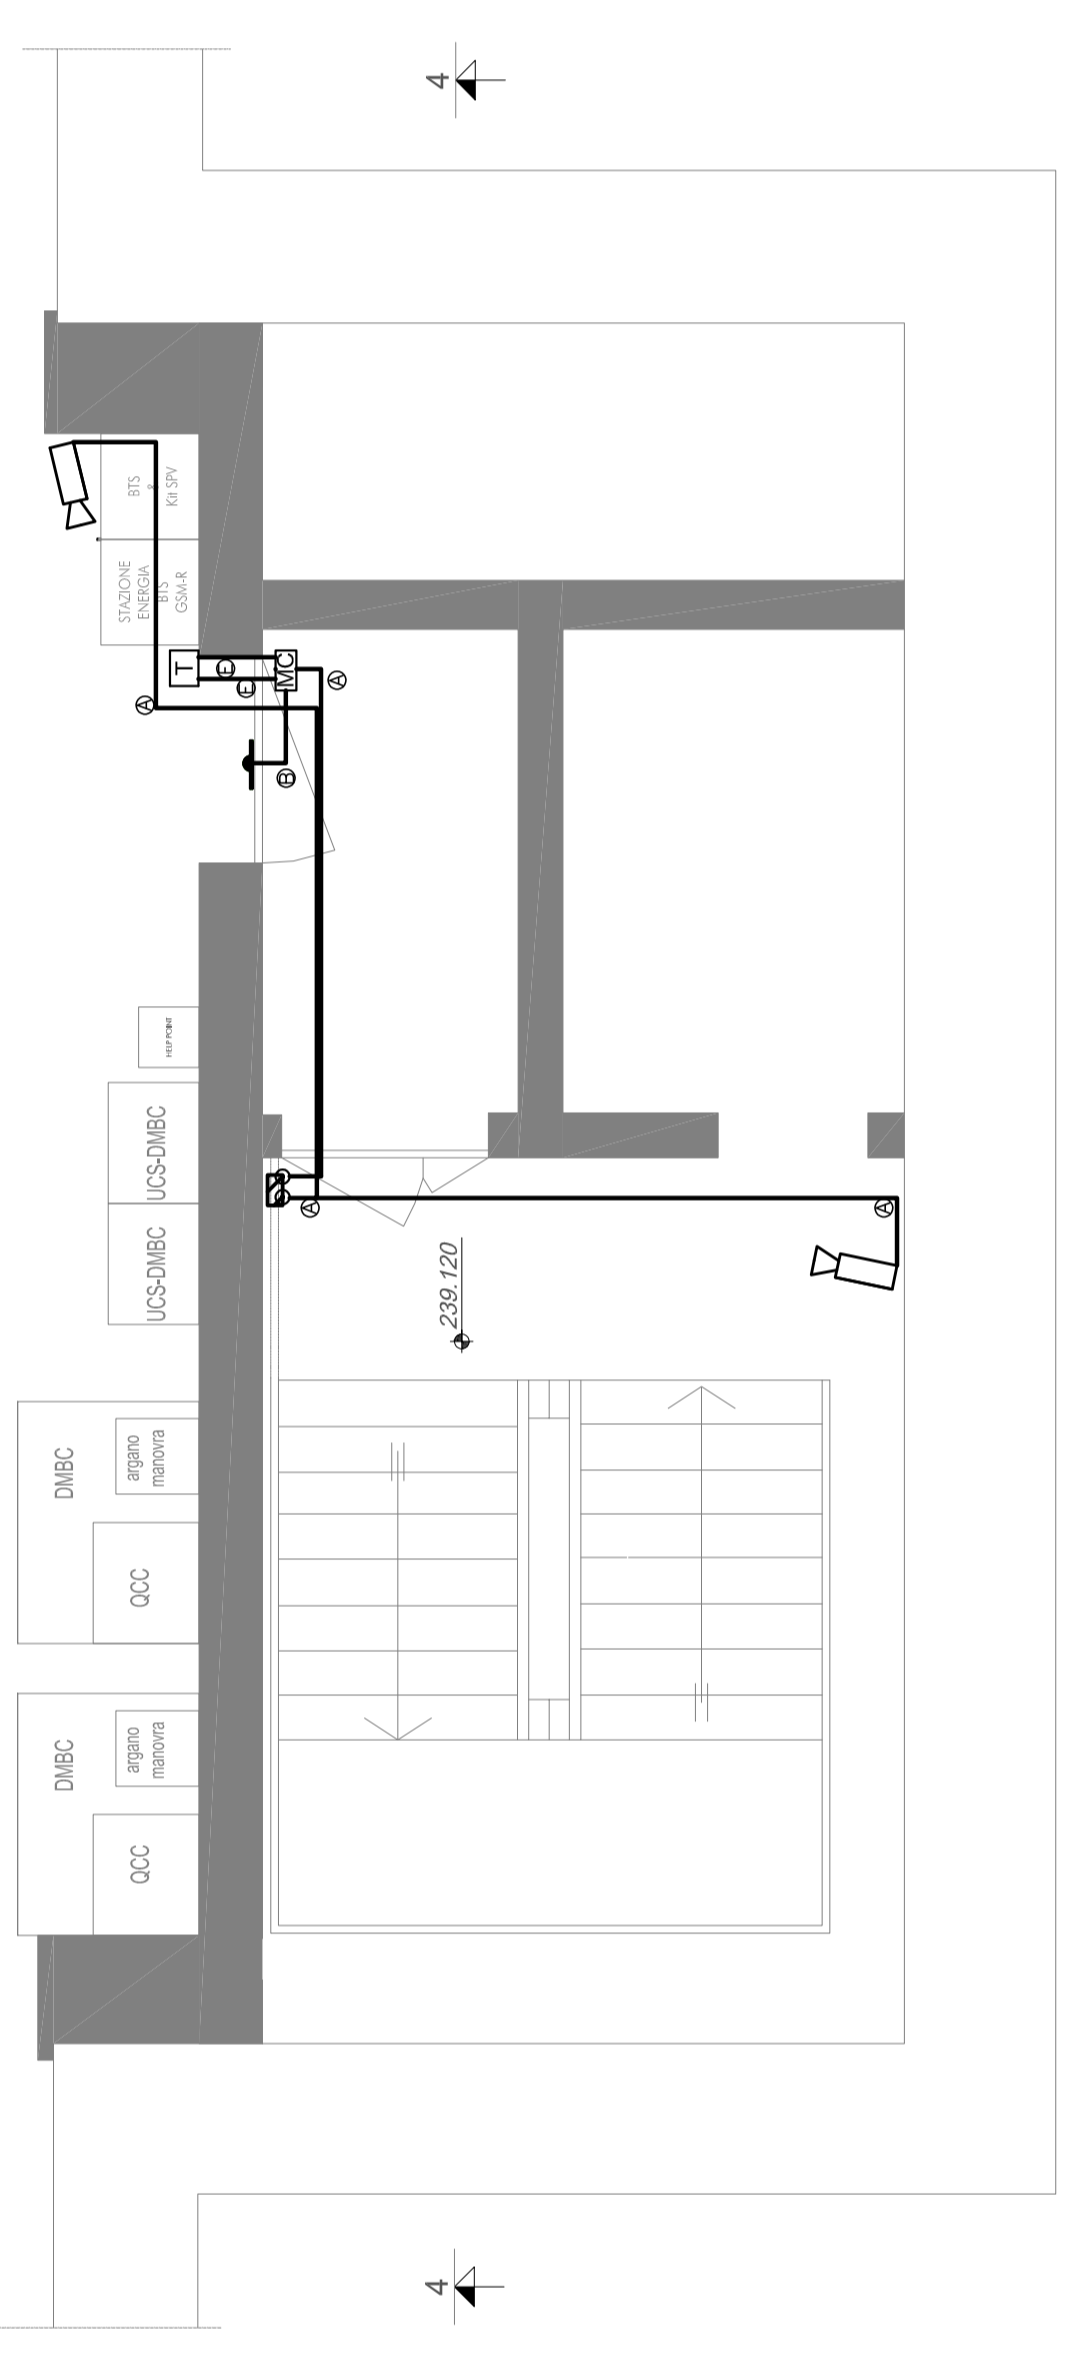 4
BTS
&
Kit SPV
STAZIONE
ENERGIA
BTS
GSM-R
T
MC
E
E
A
A
B
HELP POINT
UCS-DMBC
UCS-DMBC
A
A
239.120
DMBC
argano
manovra
QCC
DMBC
argano
manovra
QCC
4